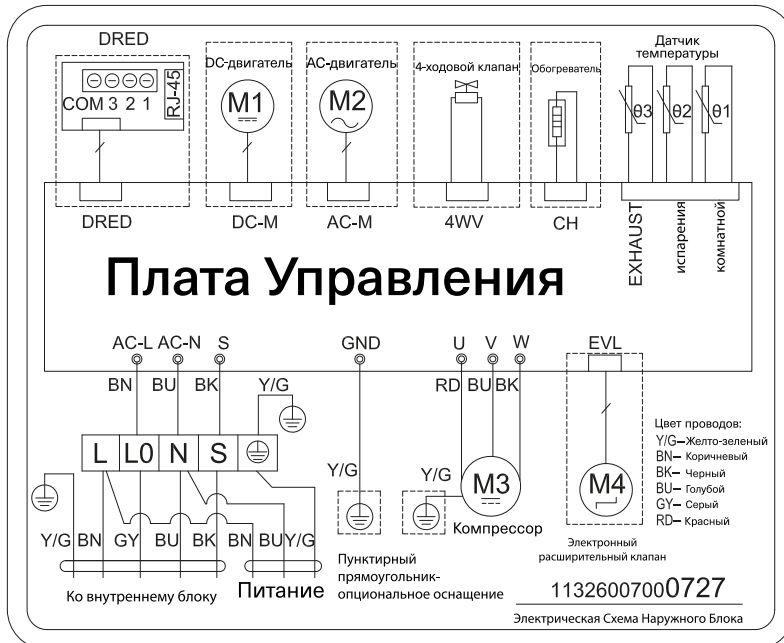 DRED
DC-двигатель
AC-двигатель
4-ходовой клапан
Обогреватель
Датчик
температуры
COM 3 2 1
RJ-45
M1
M2
θ3
θ2
θ1
DRED
DC-M
AC-M
4WV
CH
EXHAUST
испарения
комнатной
Плата Управления
AC-L AC-N S
GND
U V W
EVL
BN BU BK
Y/G
RD BU BK
L L0 N S
Y/G
Y/G
M3
Компрессор
M4
Цвет проводов:
Y/G—Желто-зеленый
BN— Коричневый
BK— Черный
BU— Голубой
GY— Серый
RD— Красный
Y/G BN GY BU BK BN BU Y/G
Ко внутреннему блоку
Питание
Пунктирный
прямоугольник-
опциональное оснащение
Электронный
расширительный клапан
11326007000727
Электрическая Схема Наружного Блока